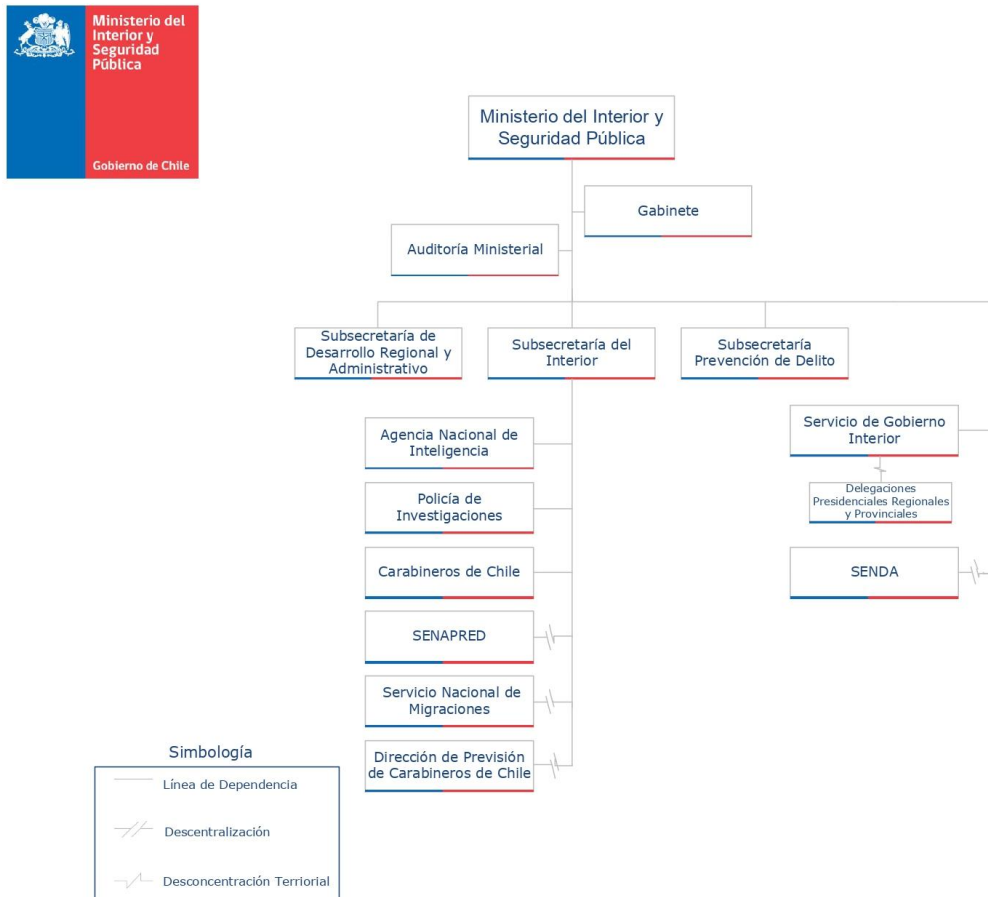 Ministerio del
Interior y
Seguridad
Pública
Gobierno de Chile
Ministerio del Interior y
Seguridad Pública
Gabinete
Auditoría Ministerial
Subsecretaría de
Desarrollo Regional y
Administrativo
Subsecretaría del
Interior
Subsecretaría
Prevención de Delito
Agencia Nacional de
Inteligencia
Policía de
Investigaciones
Carabineros de Chile
SENAPRED
Servicio Nacional de
Migraciones
Dirección de Previsión
de Carabineros de Chile
Servicio de Gobierno
Interior
Delegaciones
Presidenciales Regionales
y Provinciales
SENDA
Simbología
Línea de Dependencia
Descentralización
Desconcentración Terriorial